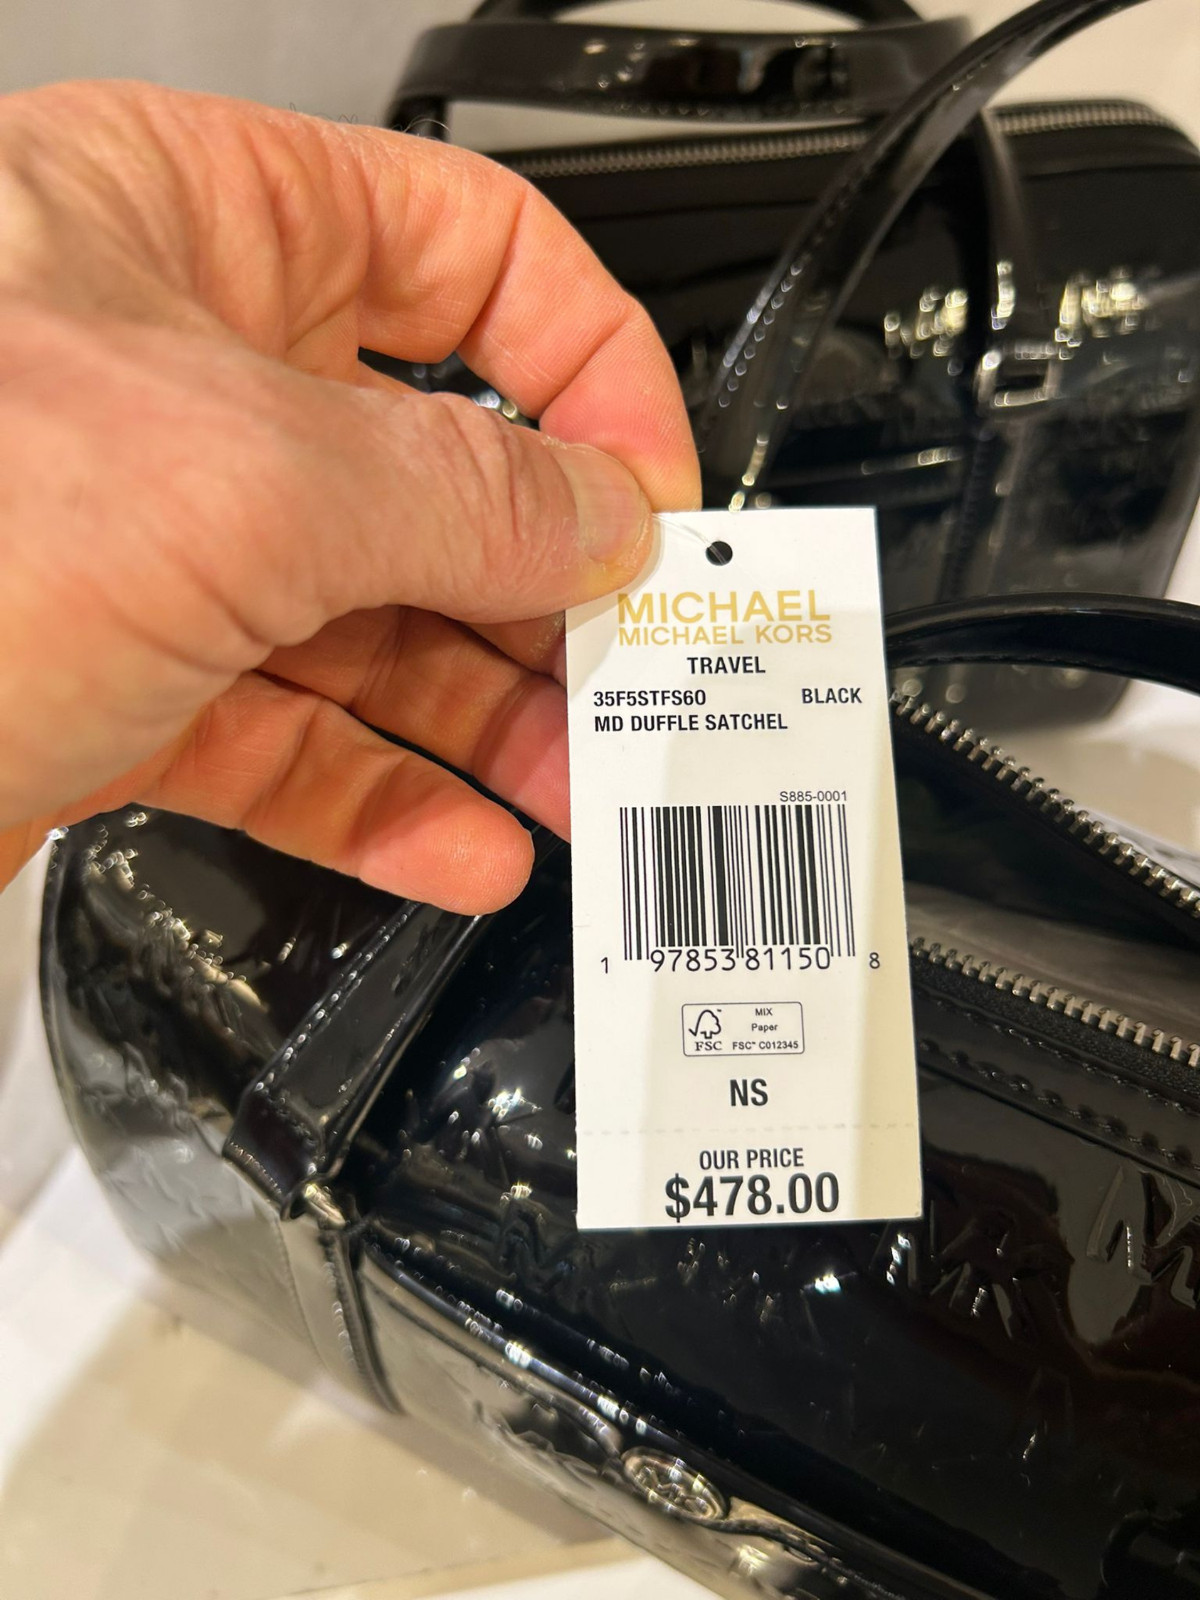 MICHAEL
MICHAEL KORS
TRAVEL
35F5STFS6O BLACK
MD DUFFLE SATCHEL
S885-0001
1 97853 81150 8
FSC
MIX
Paper
FSC™ C012345
NS
OUR PRICE
$478.00